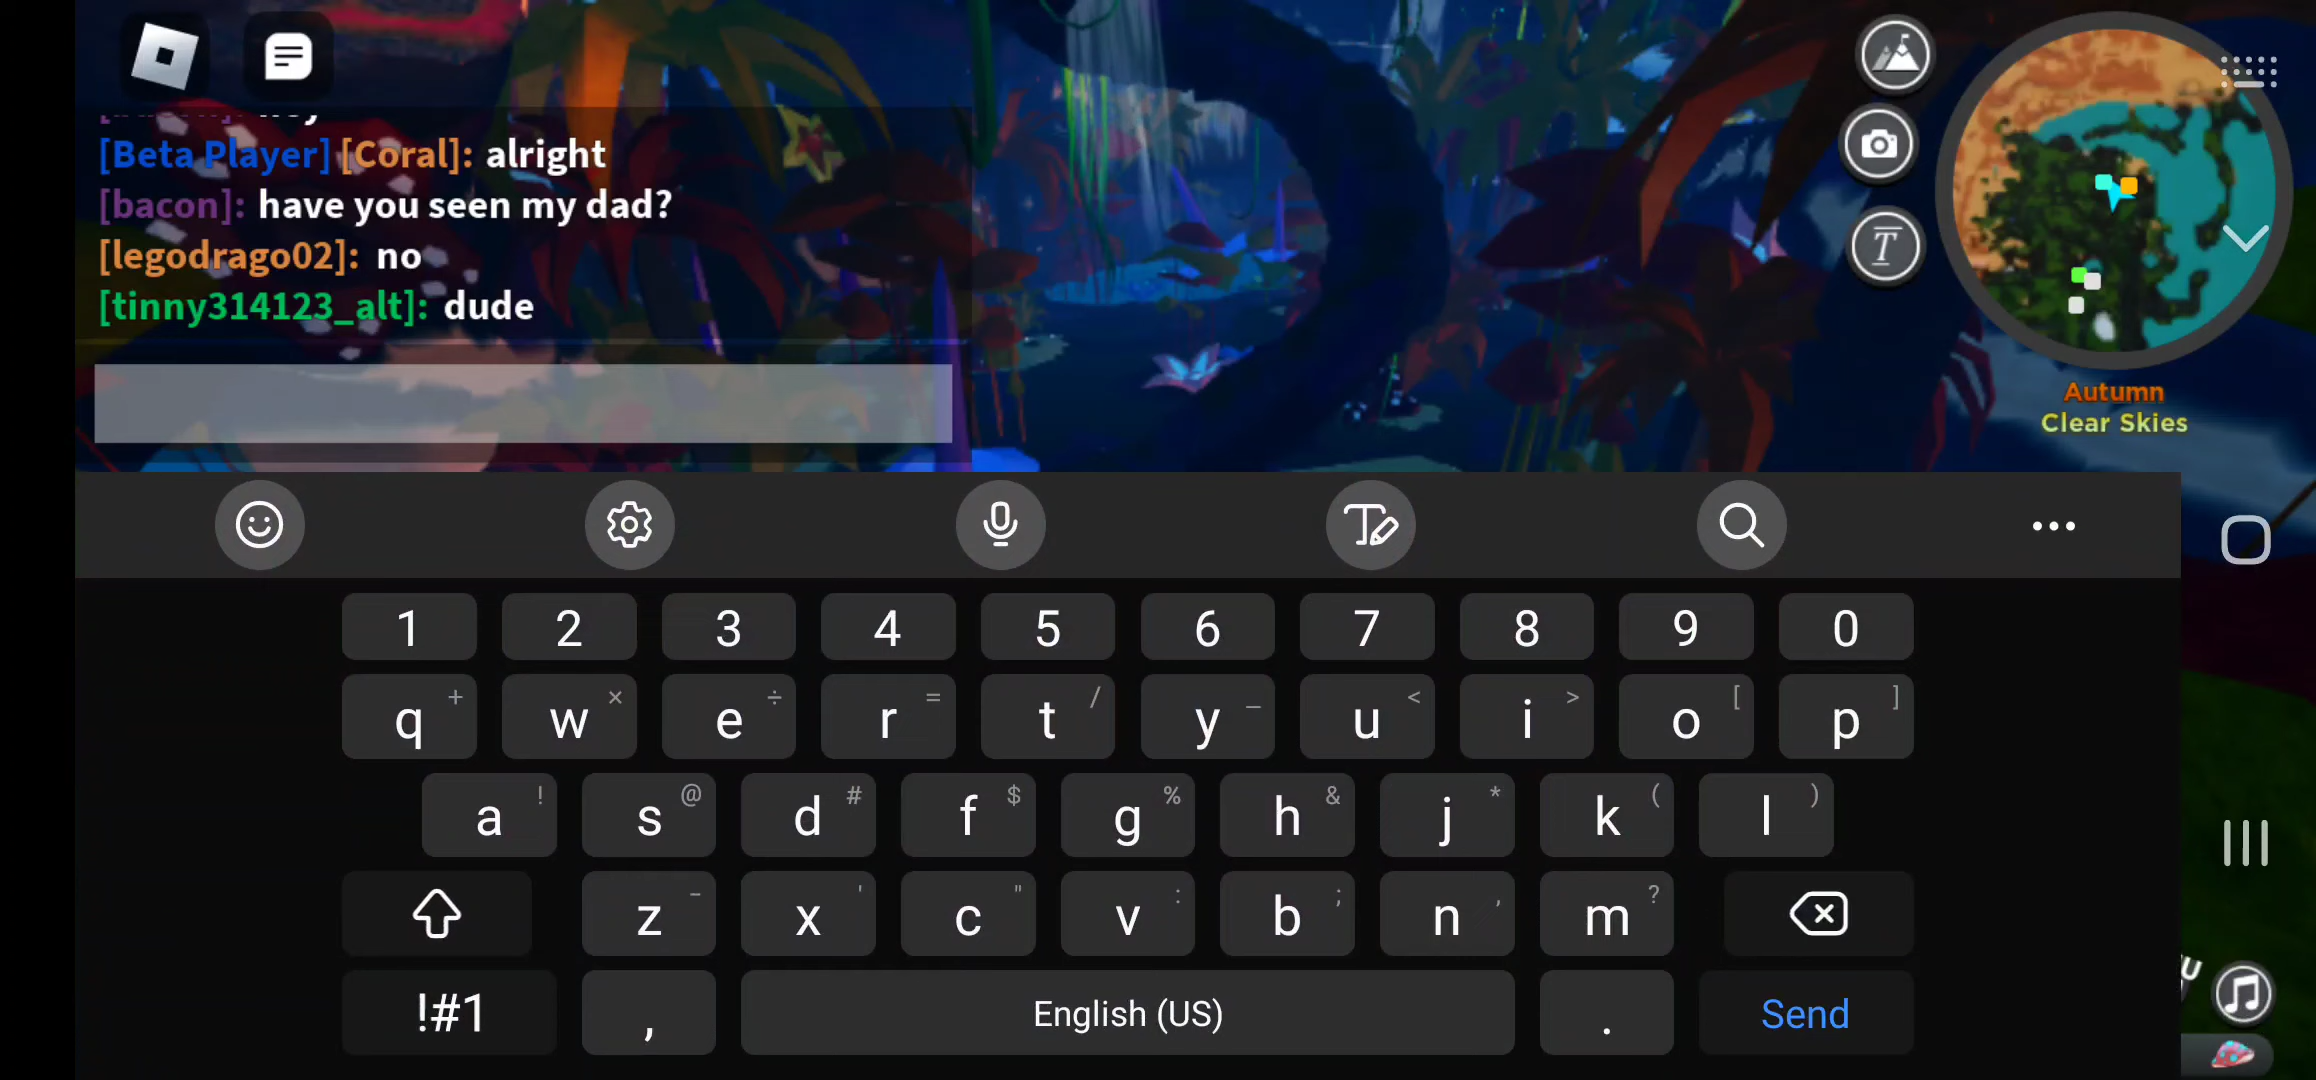 [Beta Player] [Coral]: alright
[bacon]: have you seen my dad?
[legodrago02]: no
[tinny314123_alt]: dude
Autumn
Clear Skies
1 2 3 4 5 6 7 8 9 0
+ × ÷ = / _ < > [ ]
q w e r t y u i o p
! @ # $ % & * ( )
a s d f g h j k l
- ' " : ; , ?
z x c v b n m
!#1 , English (US) . Send